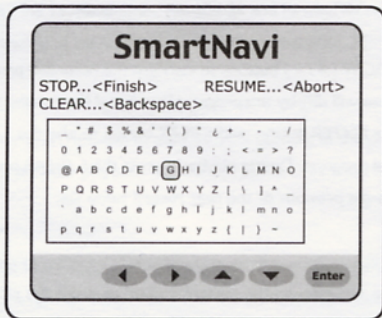 SmartNavi
STOP...<Finish> RESUME...<Abort>
CLEAR...<Backspace>
# $ % &
0 1 2 3 4 5 6 7 8 9 : ; < = > ?
@ A B C D E F G H I J K L M N O
P Q R S T U V W X Y Z [ \ ] ^ _
a b c d e f g h i j k l m n o
p q r s t u v w x y z { | } ~
Enter